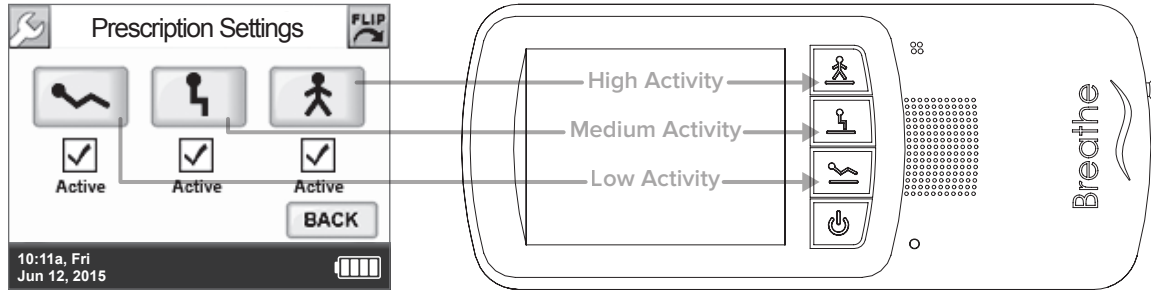 Prescription Settings
FLIP
Active
Active
Active
BACK
10:11a, Fri
Jun 12, 2015
High Activity
Medium Activity
Low Activity
Breathe